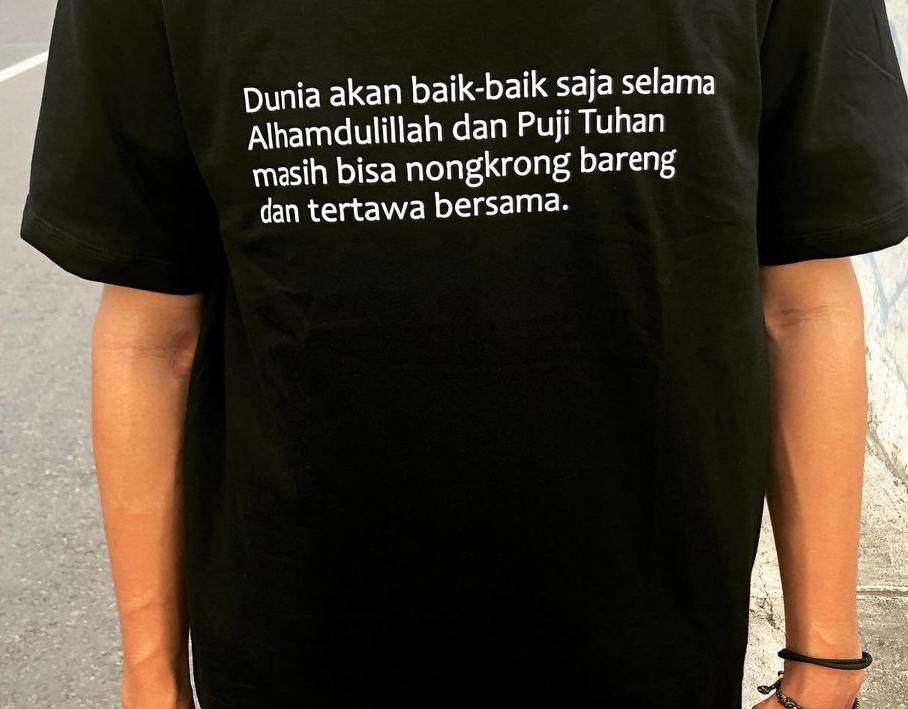 Dunia akan baik-baik saja selama
Alhamdulillah dan Puji Tuhan
masih bisa nongkrong bareng
dan tertawa bersama.